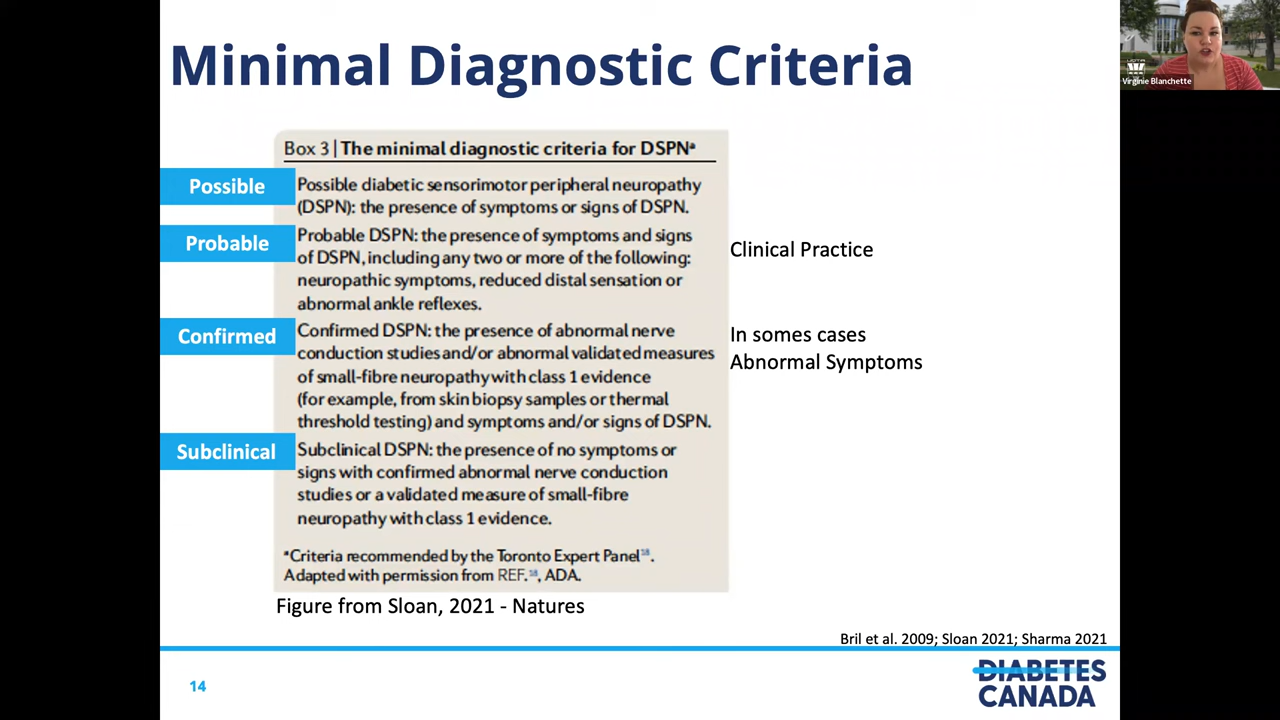 Minimal Diagnostic Criteria
Box 3 | The minimal diagnostic criteria for DSPNᵃ
Possible
Possible diabetic sensorimotor peripheral neuropathy
(DSPN): the presence of symptoms or signs of DSPN.
Probable
Probable DSPN: the presence of symptoms and signs
of DSPN, including any two or more of the following:
neuropathic symptoms, reduced distal sensation or
abnormal ankle reflexes.
Clinical Practice
Confirmed
Confirmed DSPN: the presence of abnormal nerve
conduction studies and/or abnormal validated measures
of small-fibre neuropathy with class 1 evidence
(for example, from skin biopsy samples or thermal
threshold testing) and symptoms and/or signs of DSPN.
In somes cases
Abnormal Symptoms
Subclinical
Subclinical DSPN: the presence of no symptoms or
signs with confirmed abnormal nerve conduction
studies or a validated measure of small-fibre
neuropathy with class 1 evidence.
ᵃCriteria recommended by the Toronto Expert Panel¹⁸.
Adapted with permission from REF.¹⁸, ADA.
Figure from Sloan, 2021 - Natures
Bril et al. 2009; Sloan 2021; Sharma 2021
14
DIABETES
CANADA
UQTR
Virginie Blanchette